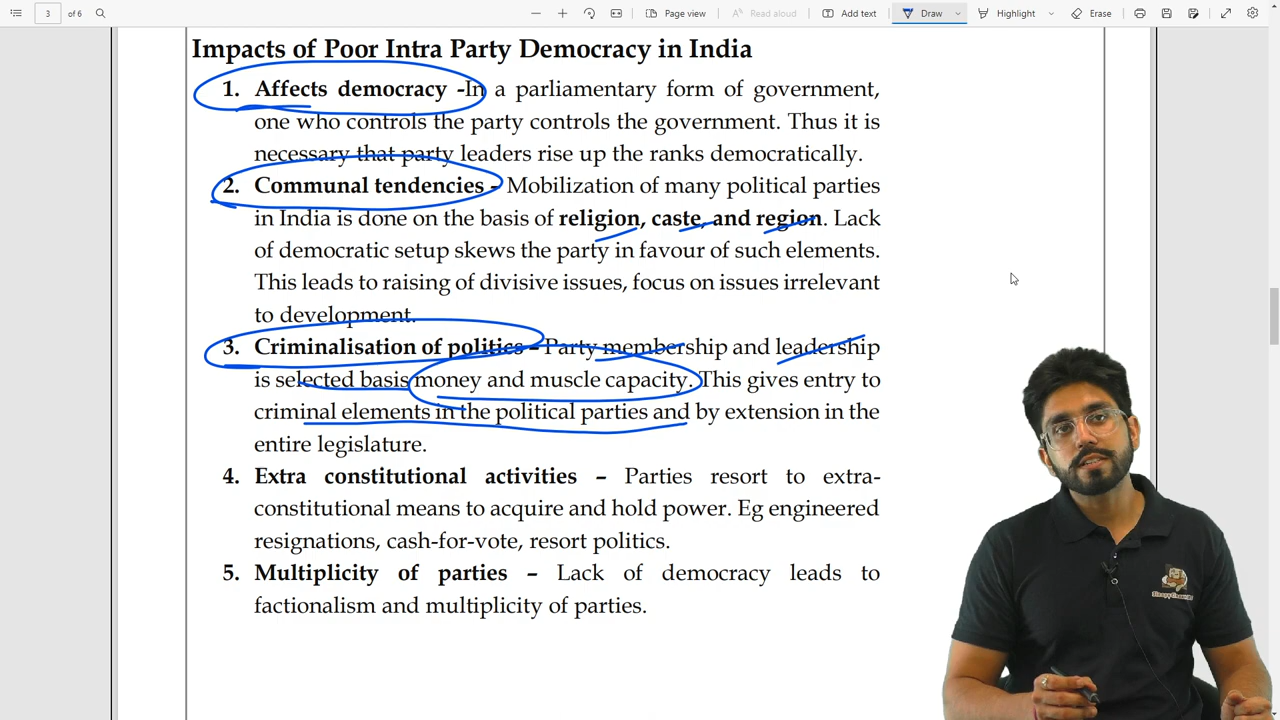 3 of 6 Page view Read aloud Add text Draw Highlight Erase
Impacts of Poor Intra Party Democracy in India
1. Affects democracy -In a parliamentary form of government,
one who controls the party controls the government. Thus it is
necessary that party leaders rise up the ranks democratically.
2. Communal tendencies - Mobilization of many political parties
in India is done on the basis of religion, caste, and region. Lack
of democratic setup skews the party in favour of such elements.
This leads to raising of divisive issues, focus on issues irrelevant
to development.
3. Criminalisation of politics – Party membership and leadership
is selected basis money and muscle capacity. This gives entry to
criminal elements in the political parties and by extension in the
entire legislature.
4. Extra constitutional activities – Parties resort to extra-
constitutional means to acquire and hold power. Eg engineered
resignations, cash-for-vote, resort politics.
5. Multiplicity of parties – Lack of democracy leads to
factionalism and multiplicity of parties.